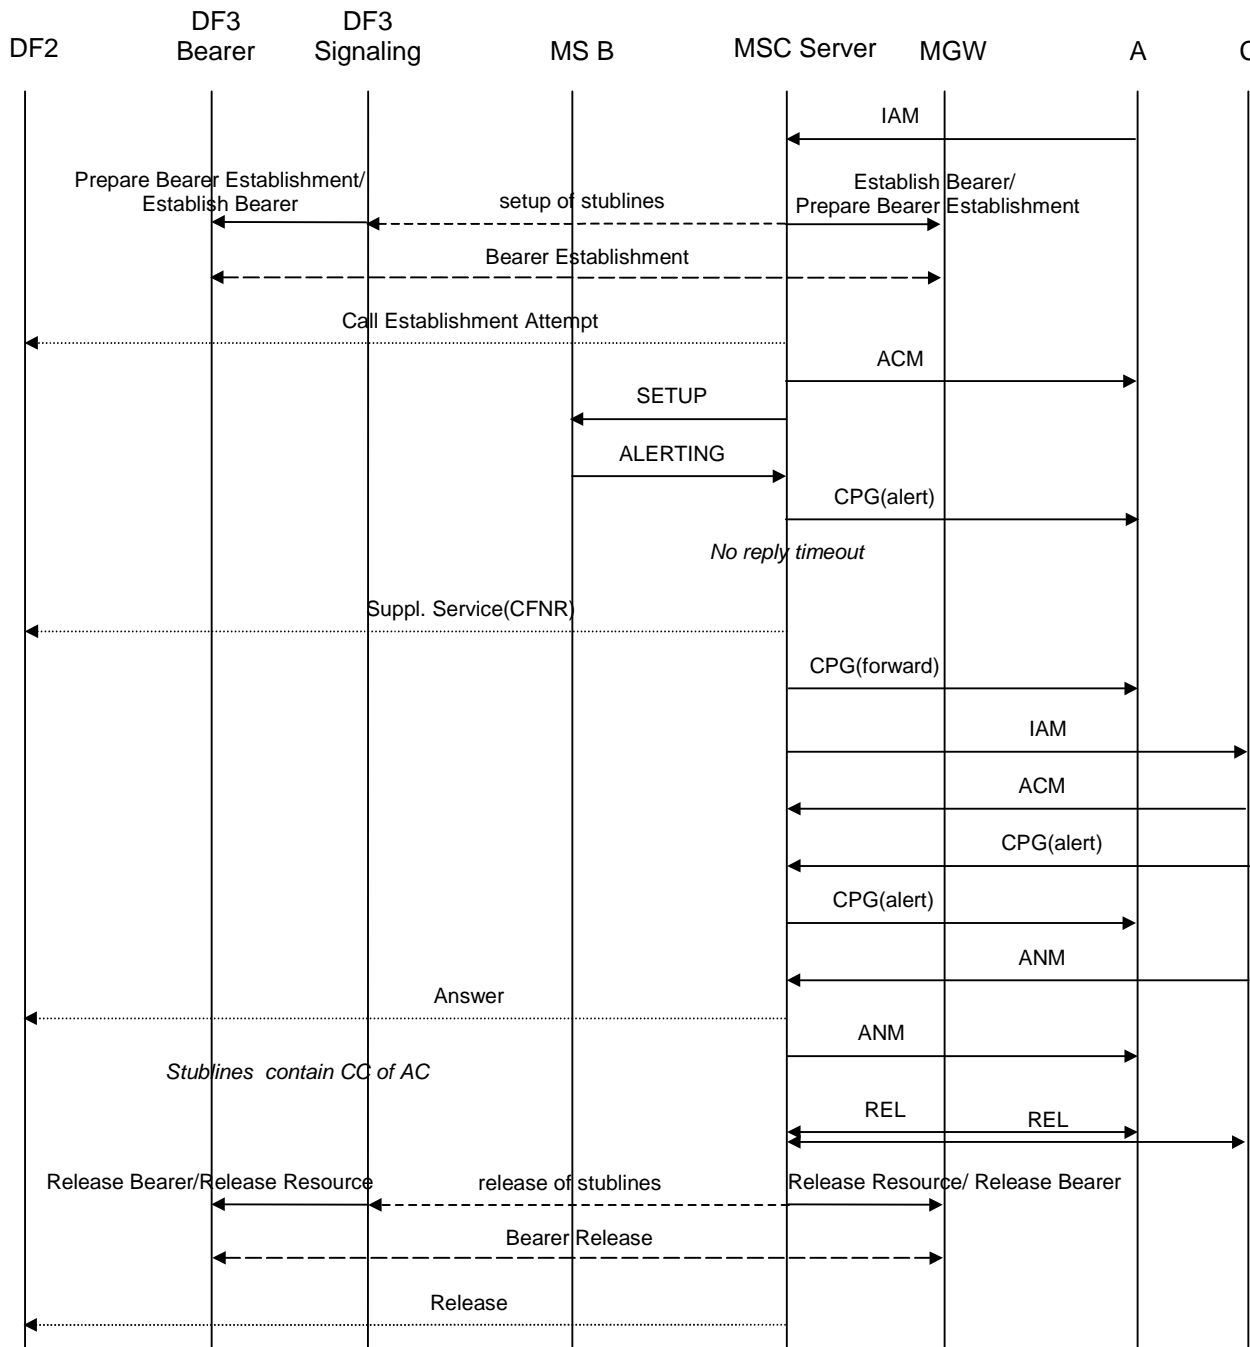 DF2
DF3
Bearer
DF3
Signaling
MS B
MSC Server
MGW
A
C
IAM
Prepare Bearer Establishment/
Establish Bearer
setup of stublines
Establish Bearer/
Prepare Bearer Establishment
Bearer Establishment
Call Establishment Attempt
ACM
SETUP
ALERTING
CPG(alert)
No reply timeout
Suppl. Service(CFNR)
CPG(forward)
IAM
ACM
CPG(alert)
CPG(alert)
ANM
Answer
ANM
Stublines contain CC of AC
REL
REL
Release Bearer/Release Resource
release of stublines
Release Resource/ Release Bearer
Bearer Release
Release